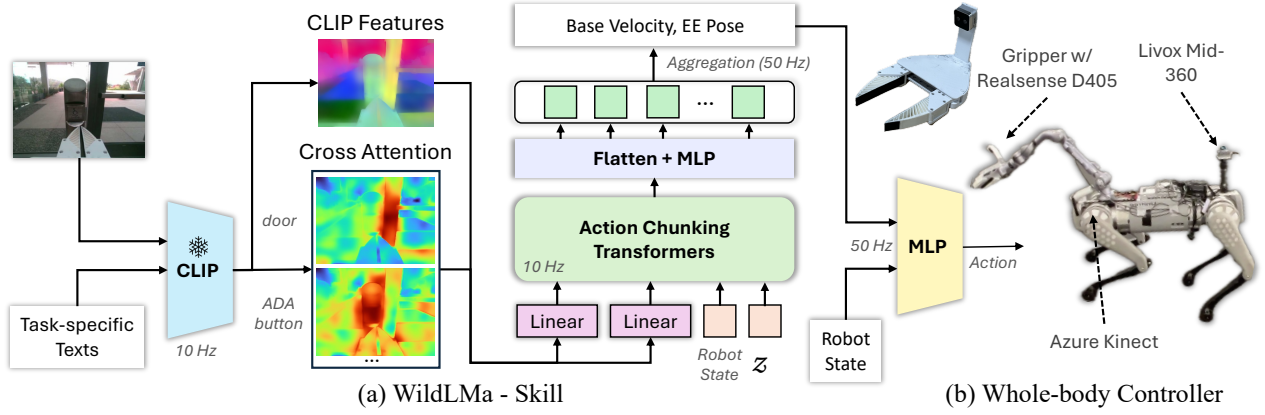 CLIP Features
Cross Attention
door
ADA
button
...
CLIP
10 Hz
Task-specific
Texts
Base Velocity, EE Pose
Aggregation (50 Hz)
...
Flatten + MLP
Action Chunking
Transformers
10 Hz
Linear
Linear
Robot
State
z
50 Hz
MLP
Action
Robot
State
Gripper w/
Realsense D405
Livox Mid-
360
Azure Kinect
(a) WildLMa - Skill
(b) Whole-body Controller